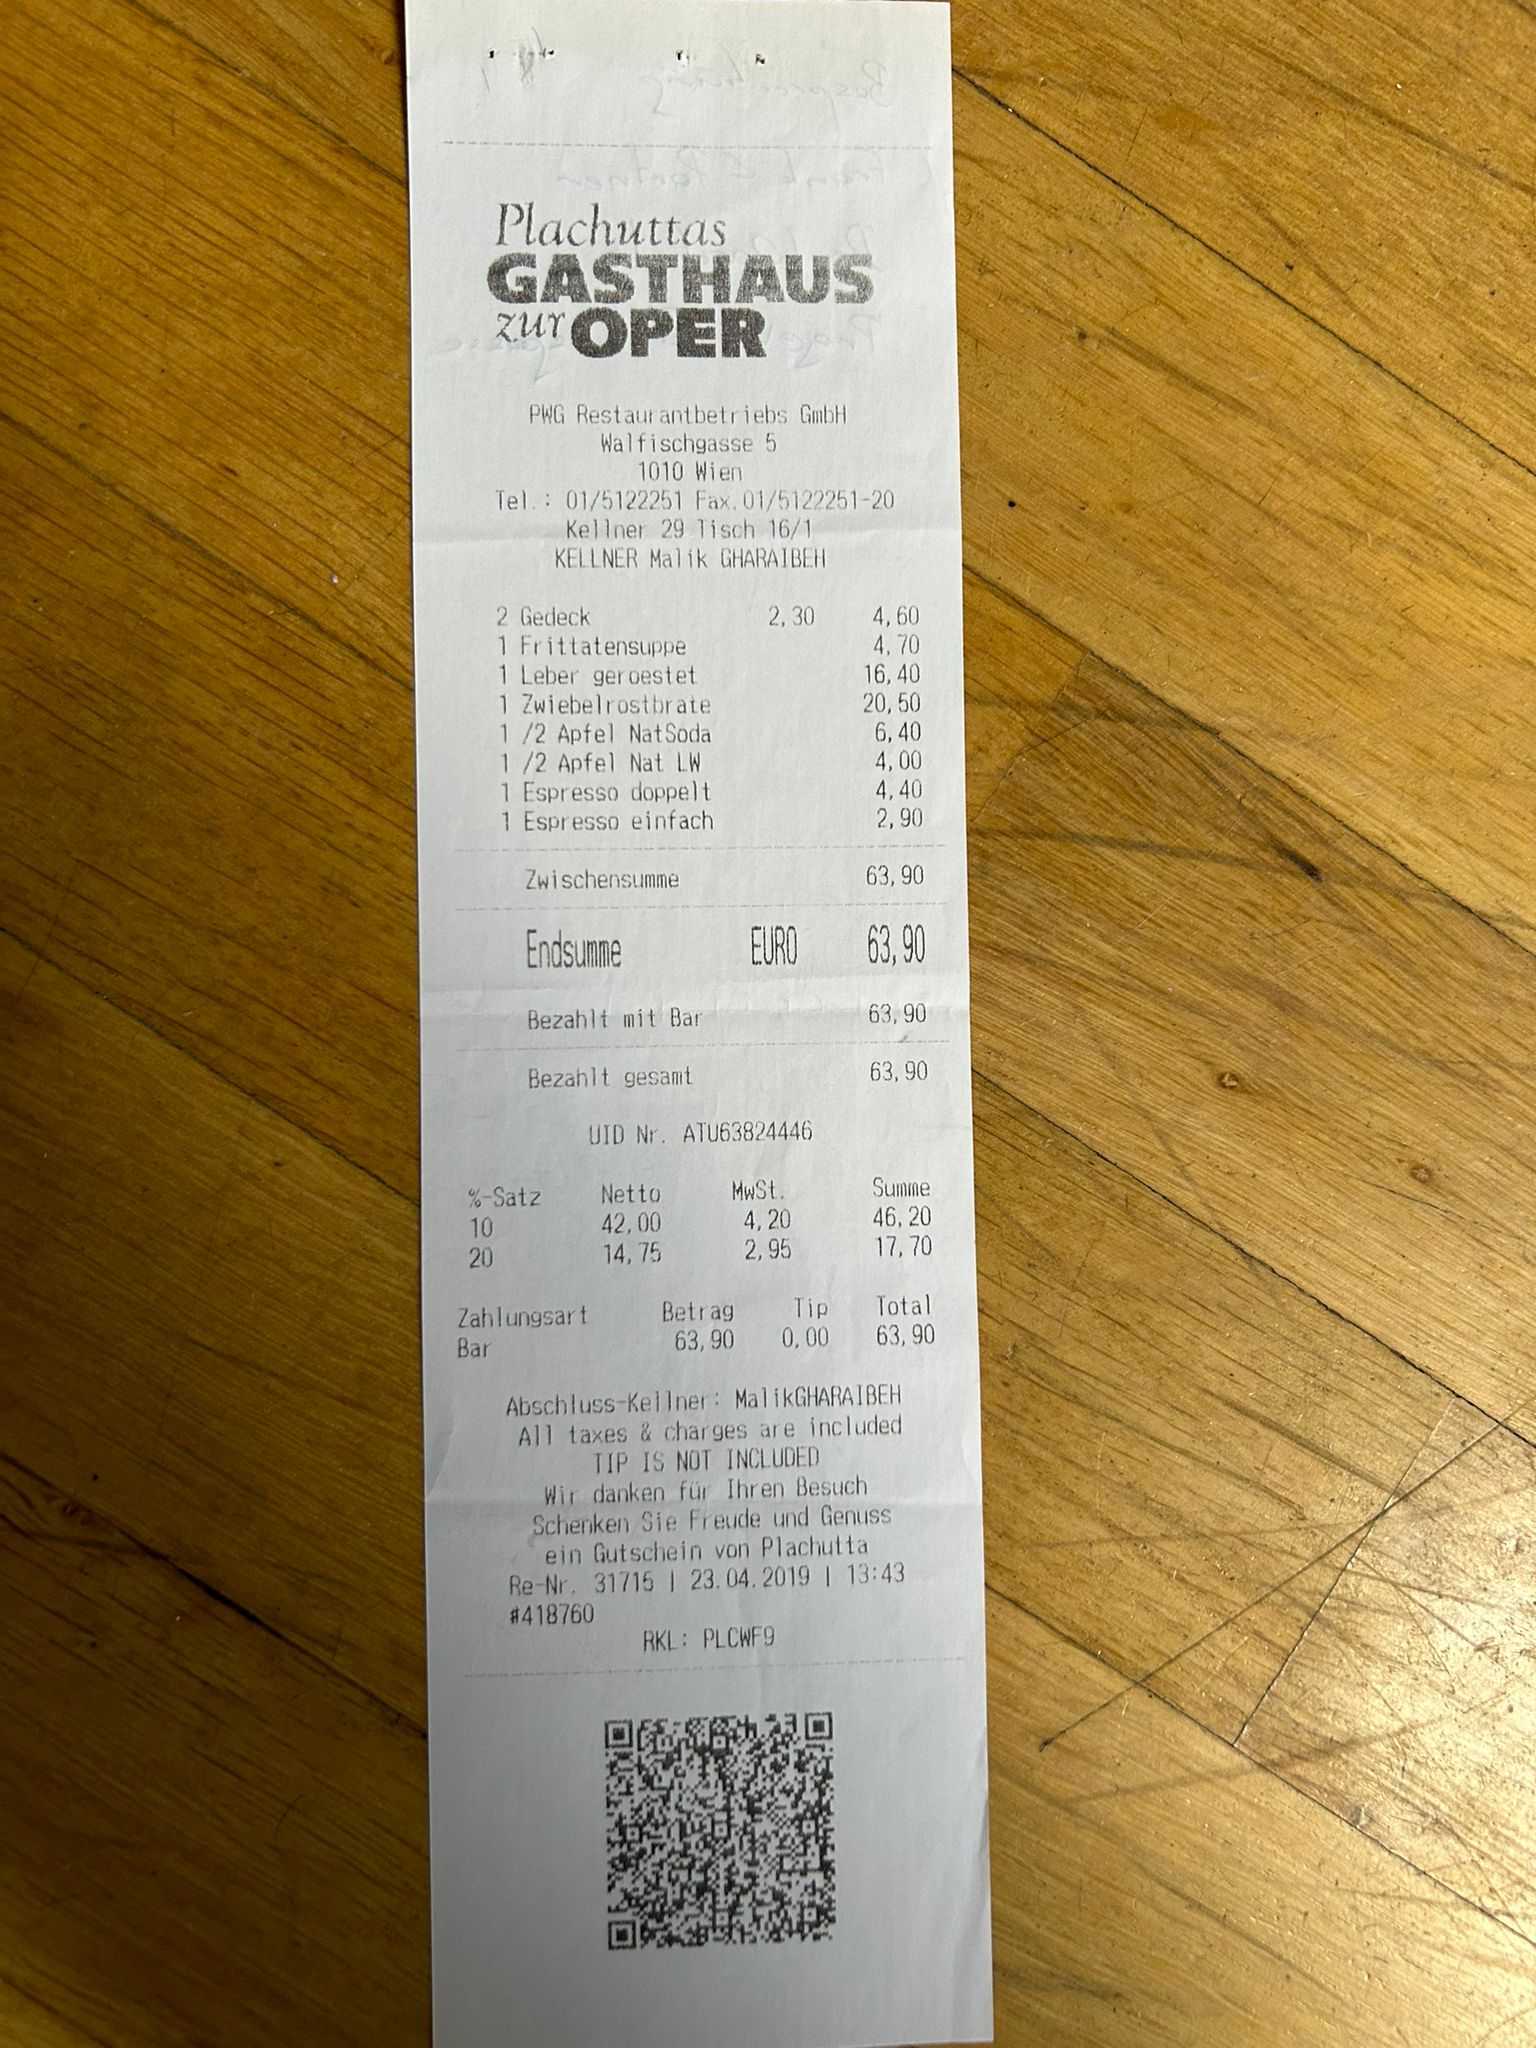 Plachuttas
GASTHAUS
zur OPER
PWG Restaurantbetriebs GmbH
Walfischgasse 5
1010 Wien
Tel.: 01/5122251 Fax.01/5122251-20
Kellner 29 Tisch 16/1
KELLNER Malik GHARAIBEH
2 Gedeck 2,30 4,60
1 Frittatensuppe 4,70
1 Leber geroestet 16,40
1 Zwiebelrostbrate 20,50
1 /2 Apfel NatSoda 6,40
1 /2 Apfel Nat LW 4,00
1 Espresso doppelt 4,40
1 Espresso einfach 2,90
Zwischensumme 63,90
Endsumme EURO 63,90
Bezahlt mit Bar 63,90
Bezahlt gesamt 63,90
UID Nr. ATU63824446
%-Satz Netto MwSt. Summe
10 42,00 4,20 46,20
20 14,75 2,95 17,70
Zahlungsart Betrag Tip Total
Bar 63,90 0,00 63,90
Abschluss-Kellner: MalikGHARAIBEH
All taxes & charges are included
TIP IS NOT INCLUDED
Wir danken für Ihren Besuch
Schenken Sie Freude und Genuss
ein Gutschein von Plachutta
Re-Nr. 31715 | 23.04.2019 | 13:43
#418760
RKL: PLCWF9